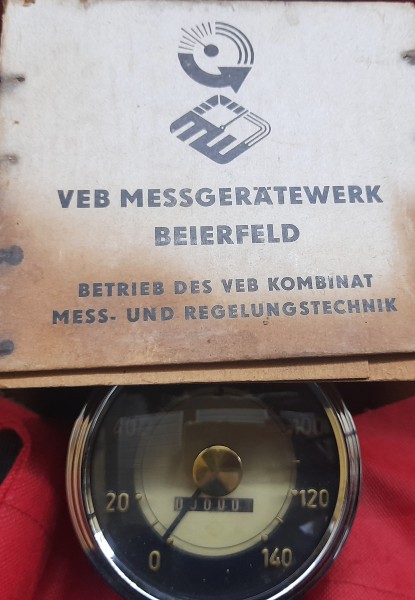 VEB MESSGERÄTEWERK
BEIERFELD
BETRIEB DES VEB KOMBINAT
MESS- UND REGELUNGSTECHNIK
20
120
0
140